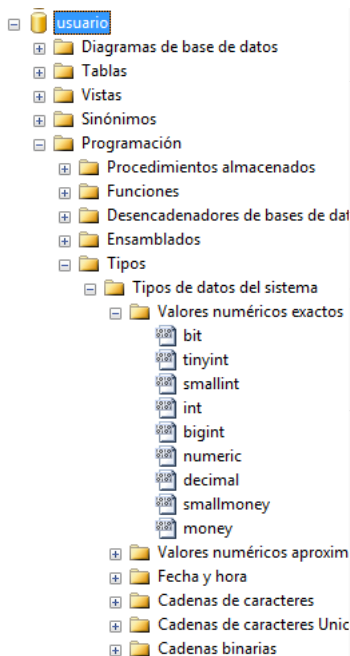 usuario
Diagramas de base de datos
Tablas
Vistas
Sinónimos
Programación
Procedimientos almacenados
Funciones
Desencadenadores de bases de dat
Ensamblados
Tipos
Tipos de datos del sistema
Valores numéricos exactos
bit
tinyint
smallint
int
bigint
numeric
decimal
smallmoney
money
Valores numéricos aproxim
Fecha y hora
Cadenas de caracteres
Cadenas de caracteres Unic
Cadenas binarias